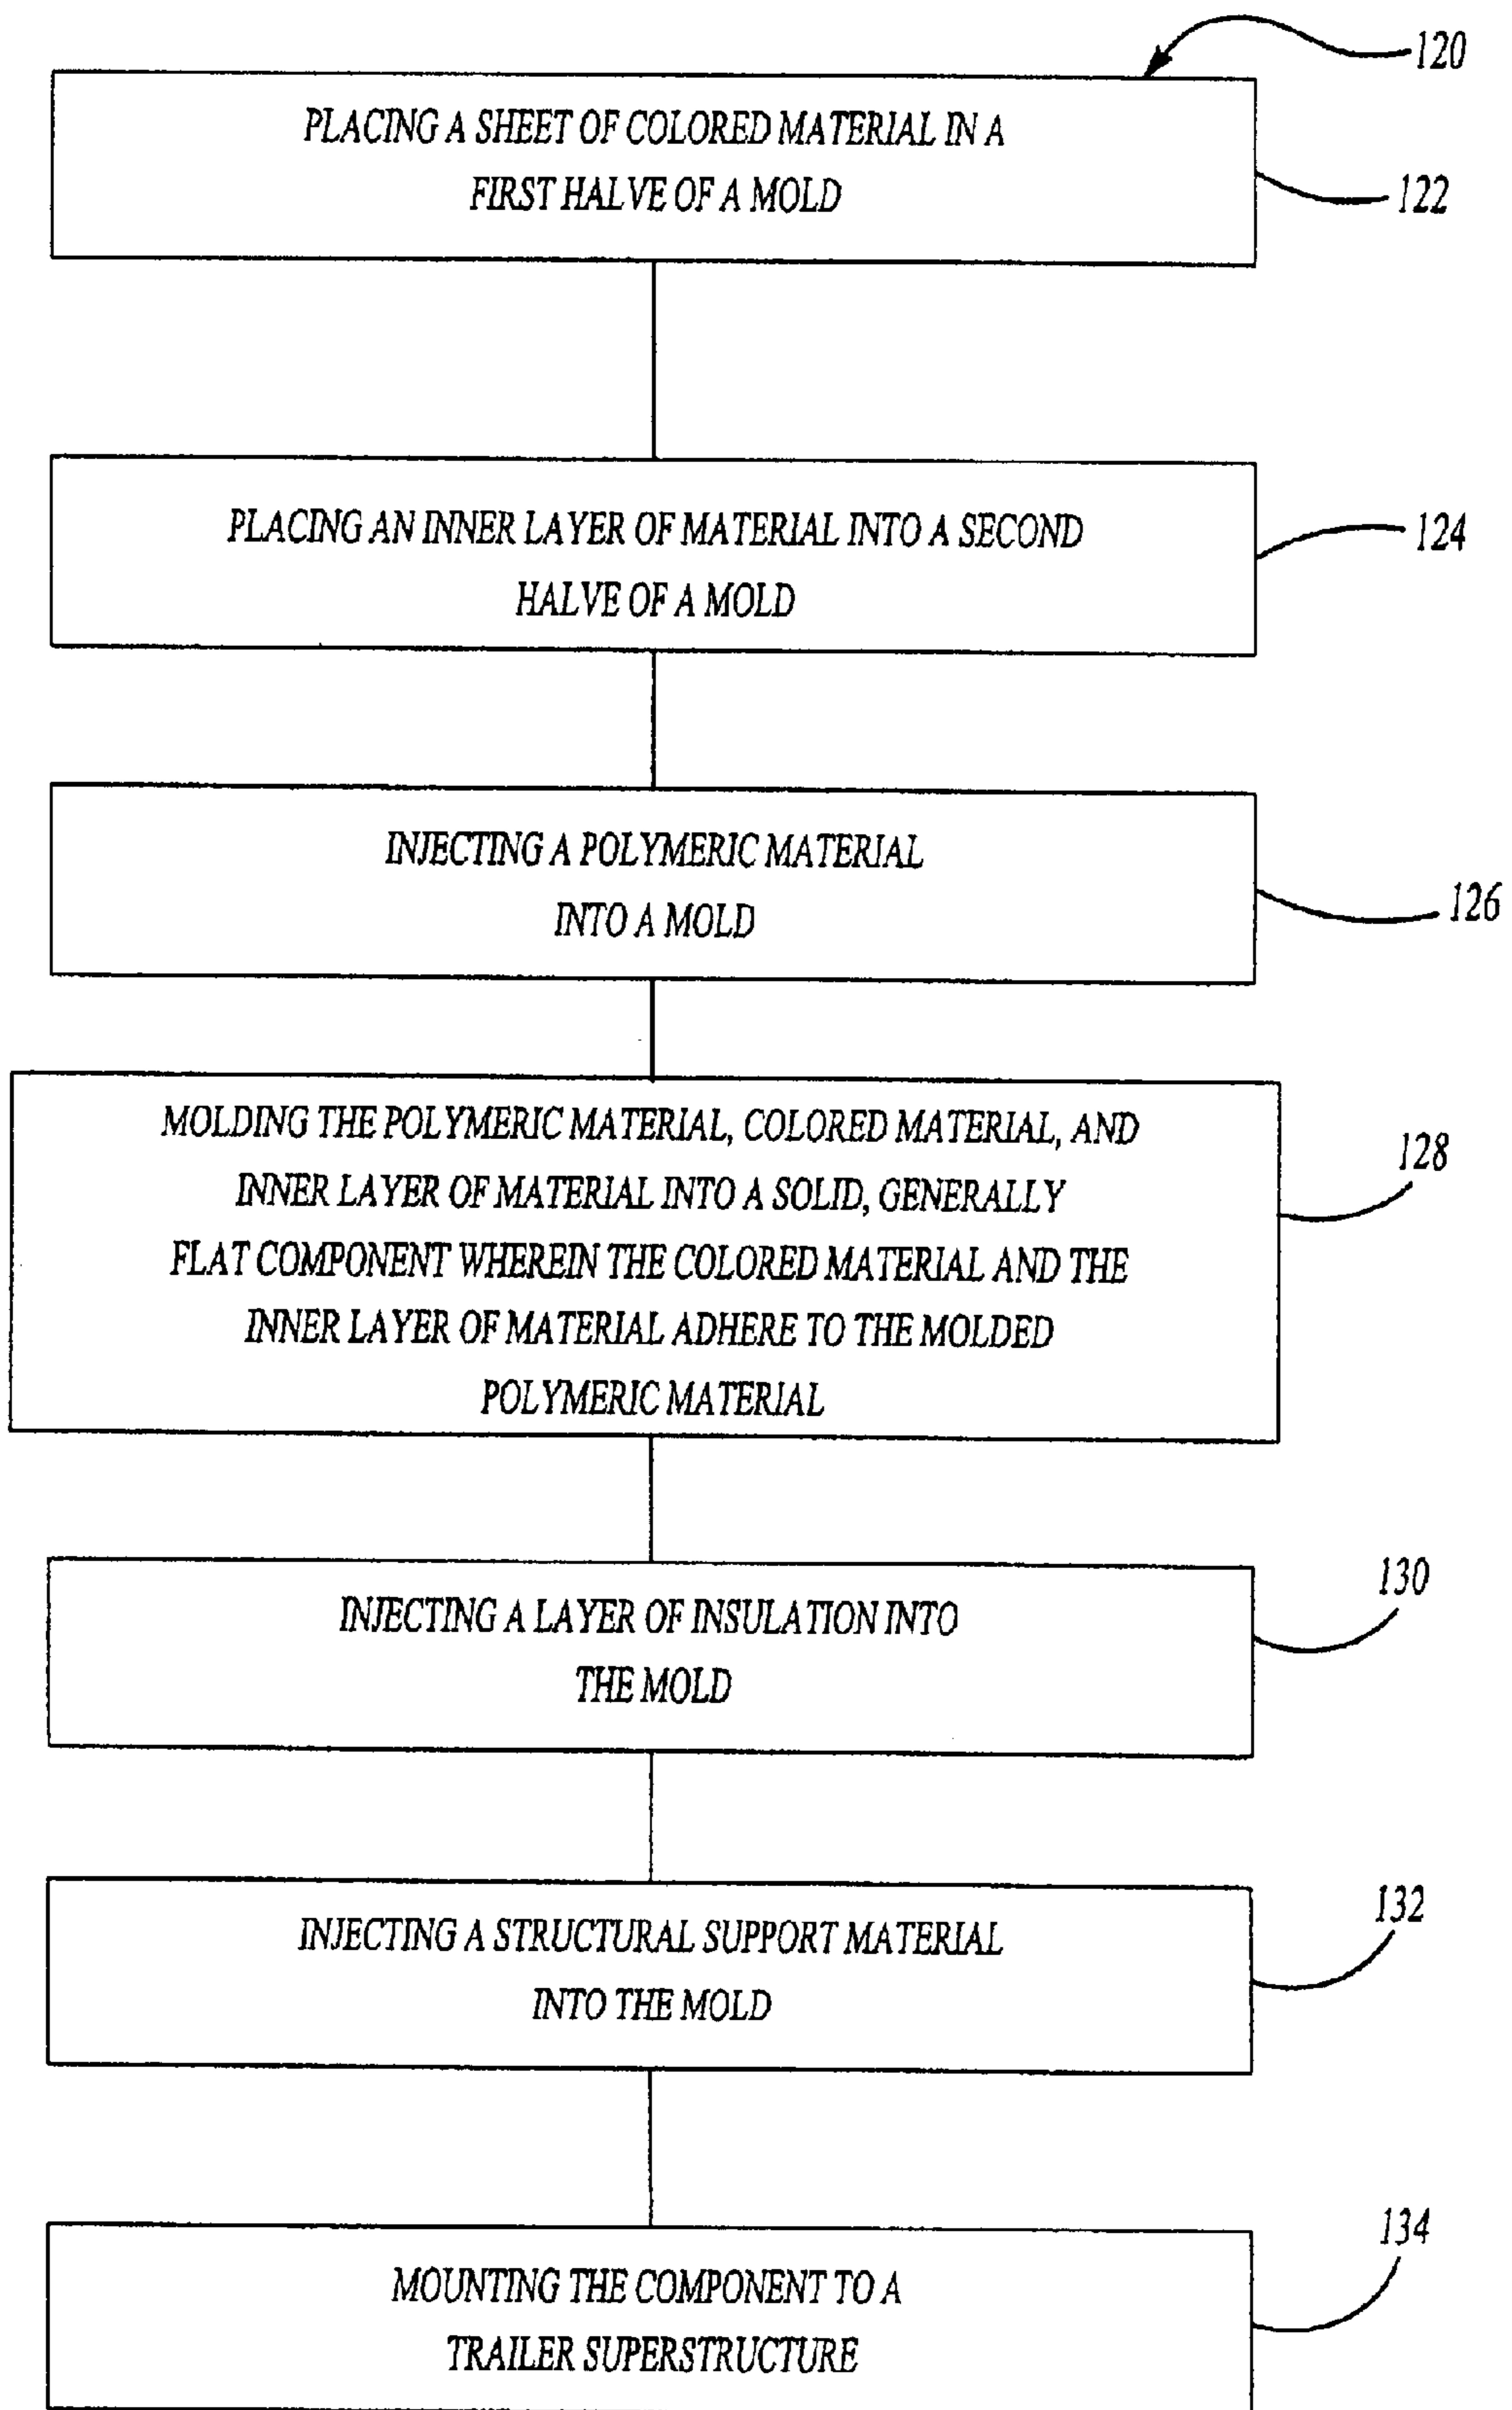 120
PLACING A SHEET OF COLORED MATERIAL IN A
FIRST HALVE OF A MOLD
122
PLACING AN INNER LAYER OF MATERIAL INTO A SECOND
HALVE OF A MOLD
124
INJECTING A POLYMERIC MATERIAL
INTO A MOLD
126
MOLDING THE POLYMERIC MATERIAL, COLORED MATERIAL, AND
INNER LAYER OF MATERIAL INTO A SOLID, GENERALLY
FLAT COMPONENT WHEREIN THE COLORED MATERIAL AND THE
INNER LAYER OF MATERIAL ADHERE TO THE MOLDED
POLYMERIC MATERIAL
128
INJECTING A LAYER OF INSULATION INTO
THE MOLD
130
INJECTING A STRUCTURAL SUPPORT MATERIAL
INTO THE MOLD
132
MOUNTING THE COMPONENT TO A
TRAILER SUPERSTRUCTURE
134